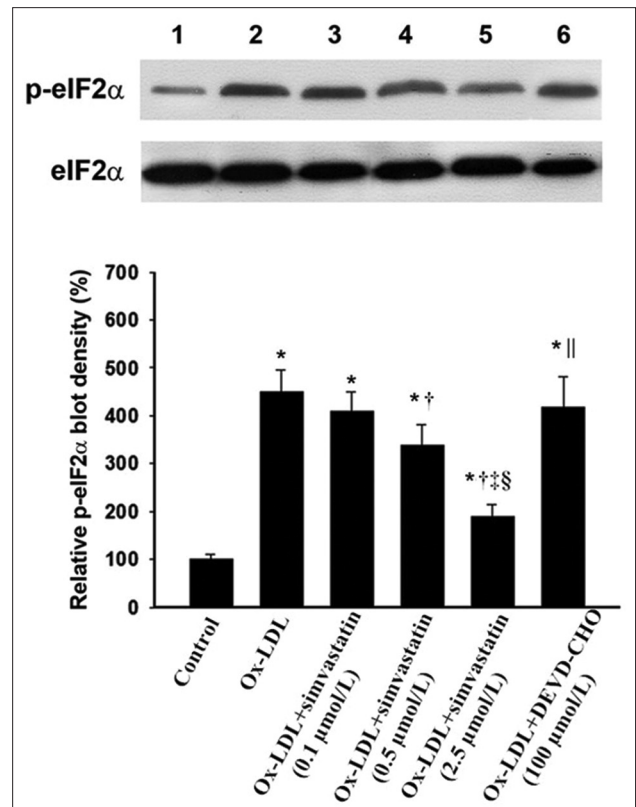 1 2 3 4 5 6
p-eIF2α
eIF2α
Relative p-eIF2α blot density (%)
700
600
500
400
300
200
100
0
*
*
*†
*†‡§
*||
Control
Ox-LDL
Ox-LDL+simvastatin
(0.1 µmol/L)
Ox-LDL+simvastatin
(0.5 µmol/L)
Ox-LDL+simvastatin
(2.5 µmol/L)
Ox-LDL+DEVD-CHO
(100 µmol/L)